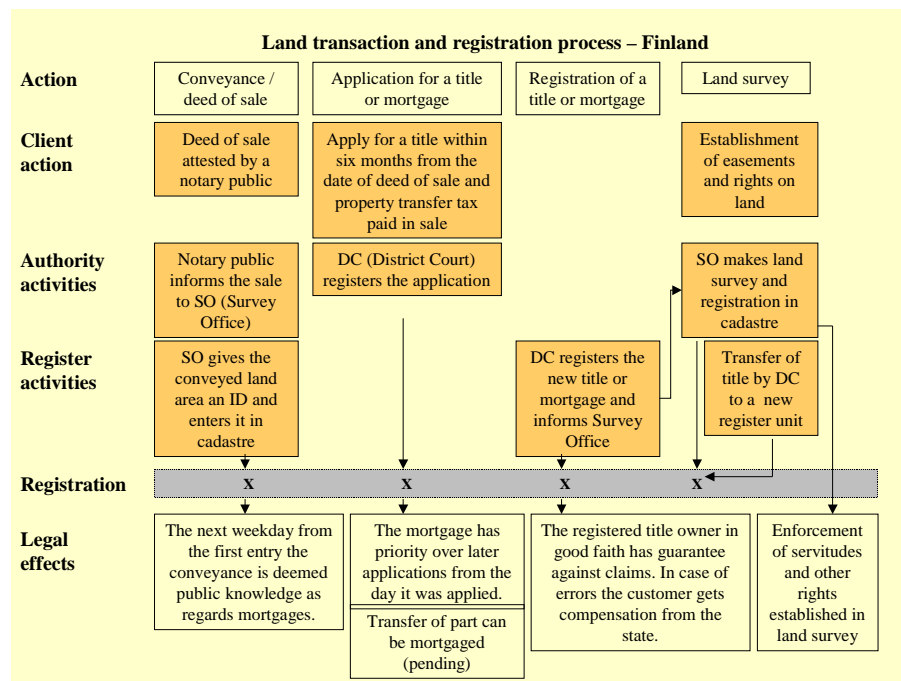 Land transaction and registration process – Finland
Action
Conveyance /
deed of sale
Application for a title
or mortgage
Registration of a
title or mortgage
Land survey
Client
action
Deed of sale
attested by a
notary public
Apply for a title within
six months from the
date of deed of sale and
property transfer tax
paid in sale
Establishment
of easements
and rights on
land
Authority
activities
Notary public
informs the sale
to SO (Survey
Office)
DC (District Court)
registers the application
SO makes land
survey and
registration in
cadastre
Register
activities
SO gives the
conveyed land
area an ID and
enters it in
cadastre
DC registers the
new title or
mortgage and
informs Survey
Office
Transfer of
title by DC
to a new
register unit
Registration
X
X
X
X
Legal
effects
The next weekday from
the first entry the
conveyance is deemed
public knowledge as
regards mortgages.
The mortgage has
priority over later
applications from the
day it was applied.
Transfer of part can
be mortgaged
(pending)
The registered title owner in
good faith has guarantee
against claims. In case of
errors the customer gets
compensation from the
state.
Enforcement
of servitudes
and other
rights
established in
land survey